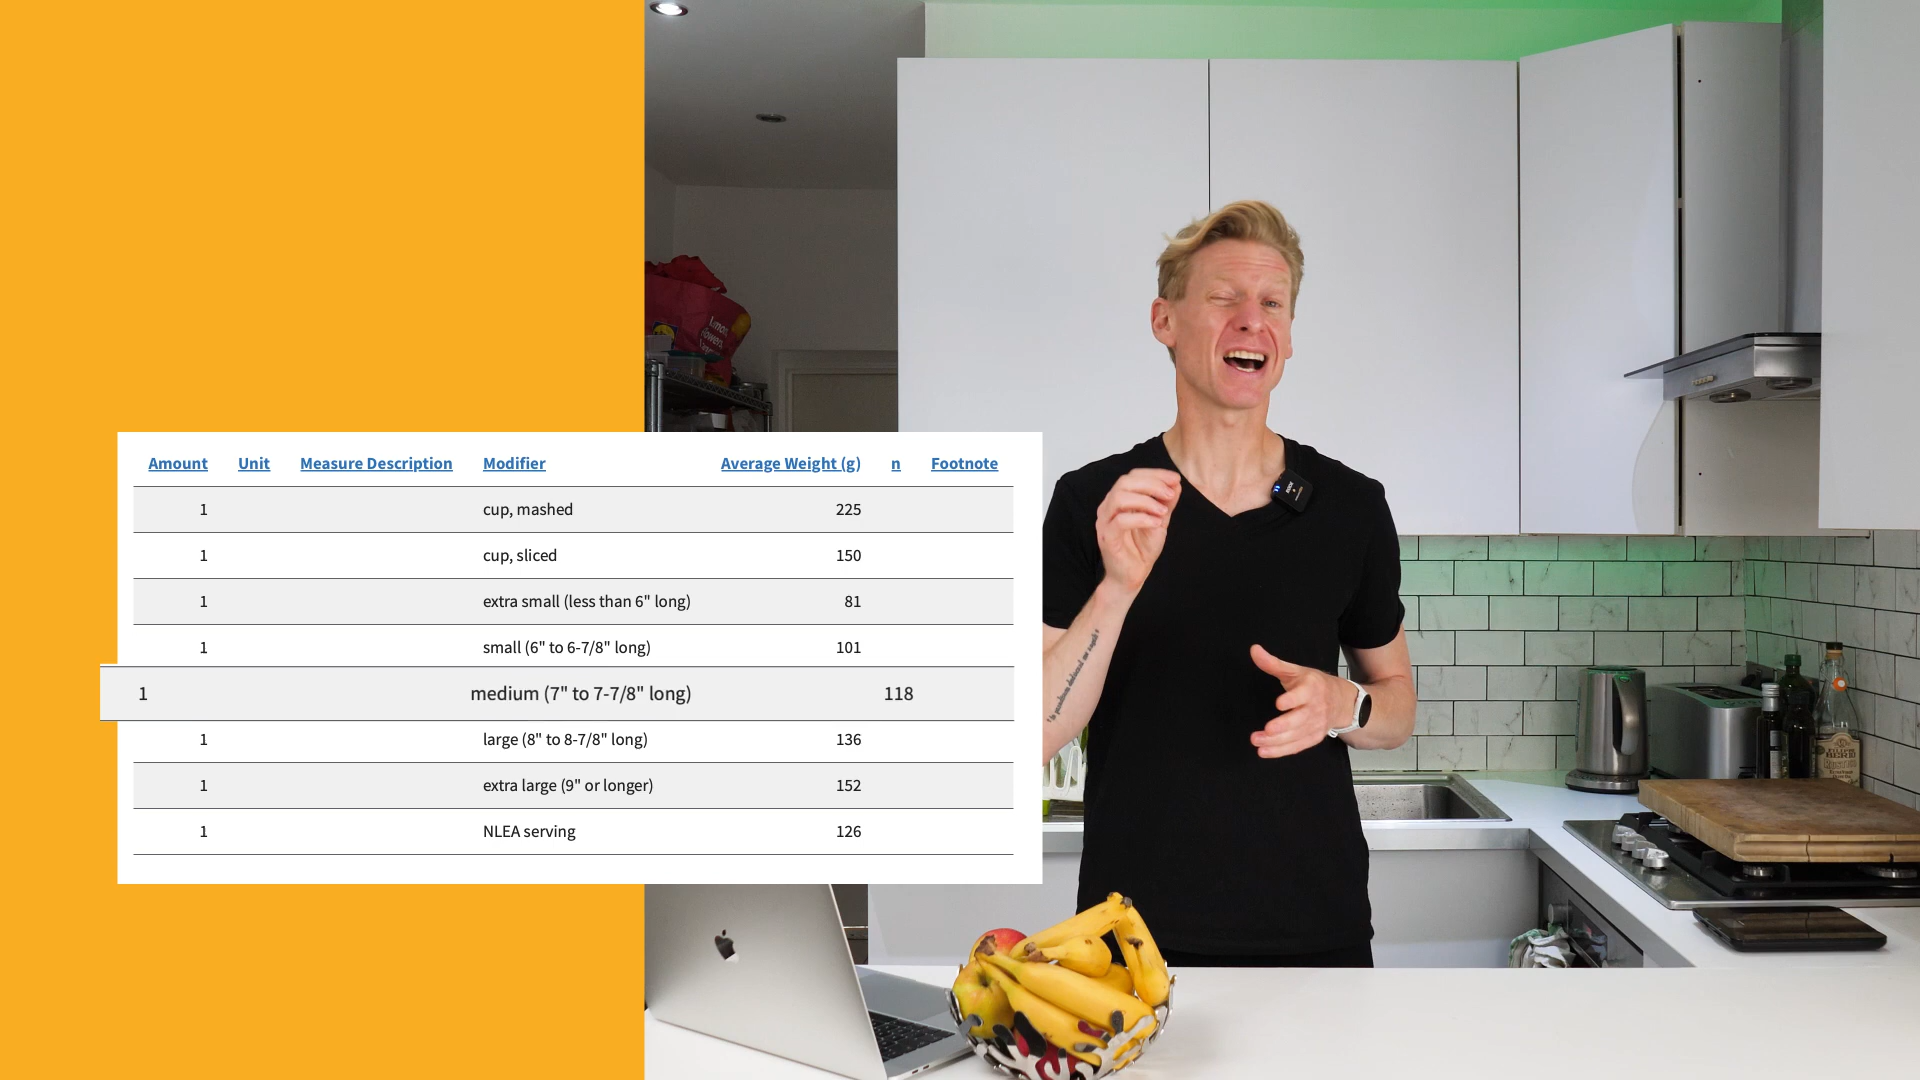 Amount Unit Measure Description Modifier Average Weight (g) n Footnote
1 cup, mashed 225
1 cup, sliced 150
1 extra small (less than 6" long) 81
1 small (6" to 6-7/8" long) 101
1 medium (7" to 7-7/8" long) 118
1 large (8" to 8-7/8" long) 136
1 extra large (9" or longer) 152
1 NLEA serving 126